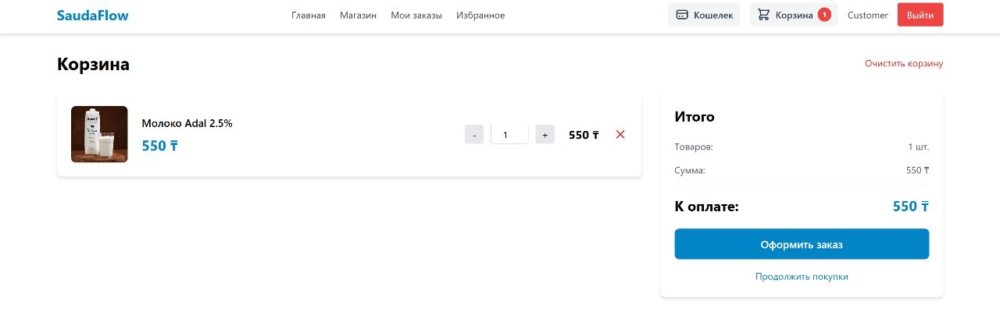 SaudaFlow Главная Магазин Мои заказы Избранное Кошелек Корзина 1 Customer Выйти
Корзина
Очистить корзину
Молоко Adal 2.5%
550 ₸
- 1 + 550 ₸
Итого
Товаров: 1 шт.
Сумма: 550 ₸
К оплате: 550 ₸
Оформить заказ
Продолжить покупки